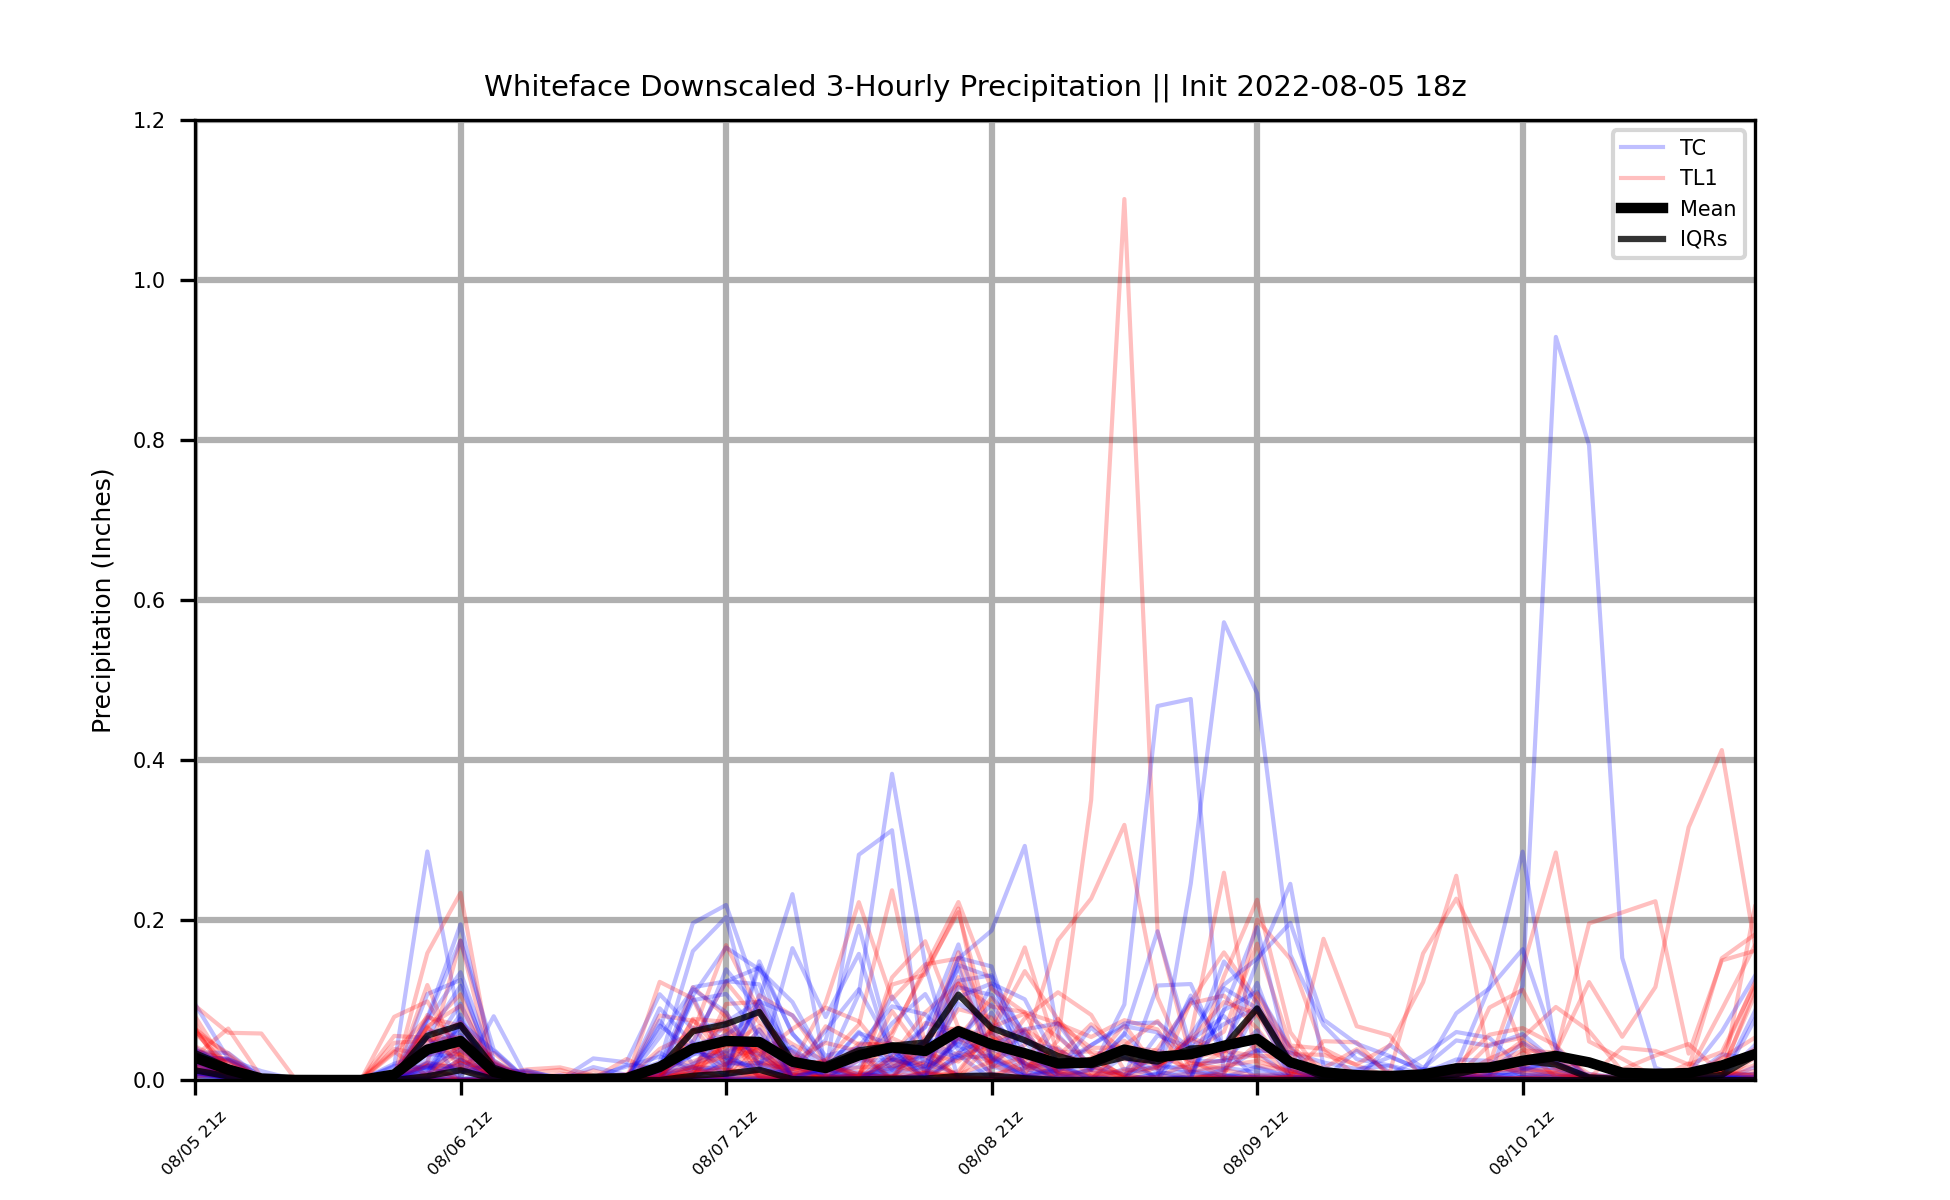 Whiteface Downscaled 3-Hourly Precipitation || Init 2022-08-05 18z
1.2
1.0
0.8
0.6
0.4
0.2
0.0
Precipitation (Inches)
TC
TL1
Mean
IQRs
08/05 21z
08/06 21z
08/07 21z
08/08 21z
08/09 21z
08/10 21z